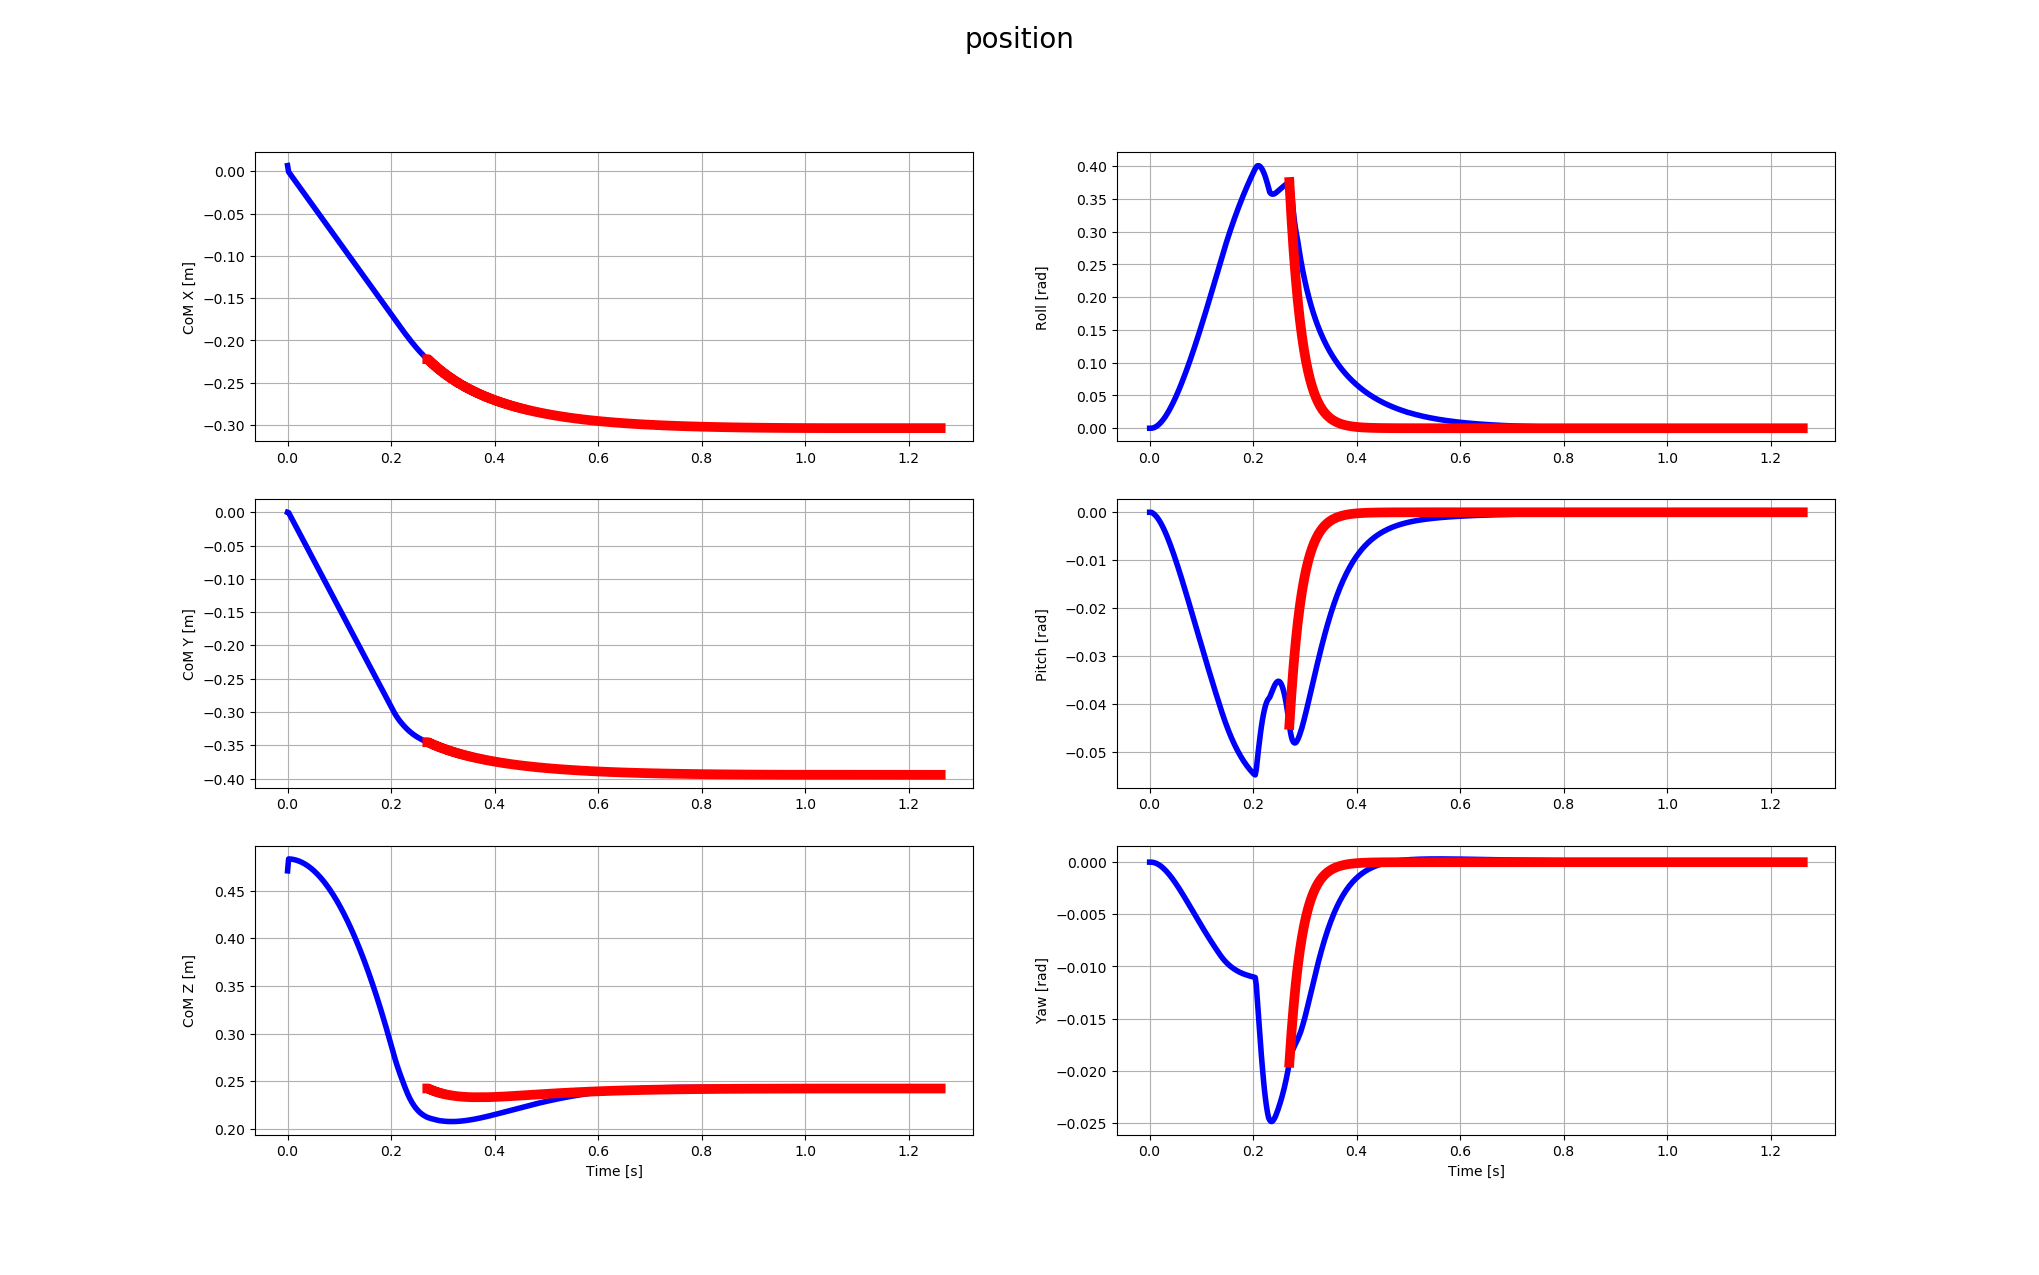 position
CoM X [m]
0.00
−0.05
−0.10
−0.15
−0.20
−0.25
−0.30
0.0 0.2 0.4 0.6 0.8 1.0 1.2
Roll [rad]
0.40
0.35
0.30
0.25
0.20
0.15
0.10
0.05
0.00
0.0 0.2 0.4 0.6 0.8 1.0 1.2
CoM Y [m]
0.00
−0.05
−0.10
−0.15
−0.20
−0.25
−0.30
−0.35
−0.40
0.0 0.2 0.4 0.6 0.8 1.0 1.2
Pitch [rad]
0.00
−0.01
−0.02
−0.03
−0.04
−0.05
0.0 0.2 0.4 0.6 0.8 1.0 1.2
CoM Z [m]
0.45
0.40
0.35
0.30
0.25
0.20
0.0 0.2 0.4 0.6 0.8 1.0 1.2
Time [s]
Yaw [rad]
0.000
−0.005
−0.010
−0.015
−0.020
−0.025
0.0 0.2 0.4 0.6 0.8 1.0 1.2
Time [s]